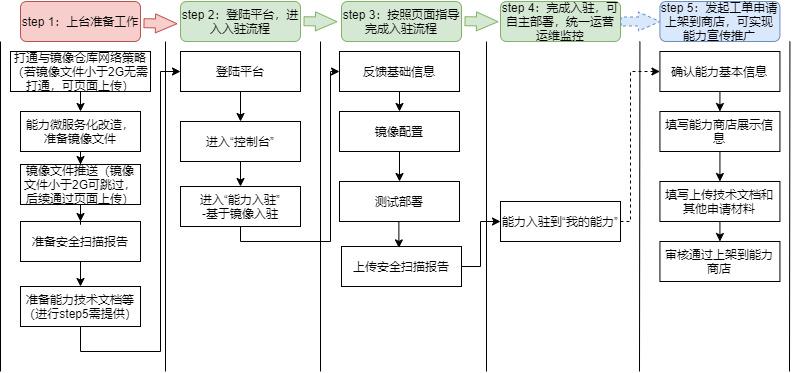 step 1：上台准备工作
step 2：登陆平台，进
入入驻流程
step 3：按照页面指导
完成入驻流程
step 4：完成入驻，可
自主部署，统一运营
运维监控
step 5：发起工单申请
上架到商店，可实现
能力宣传推广
打通与镜像仓库网络策略
（若镜像文件小于2G无需
打通，可页面上传）
能力微服务化改造，
准备镜像文件
镜像文件推送（镜像
文件小于2G可跳过，
后续通过页面上传）
准备安全扫描报告
准备能力技术文档等
（进行step5需提供）
登陆平台
进入“控制台”
进入“能力入驻”
-基于镜像入驻
反馈基础信息
镜像配置
测试部署
上传安全扫描报告
能力入驻到“我的能力”
确认能力基本信息
填写能力商店展示信
息
填写上传技术文档和
其他申请材料
审核通过上架到能力
商店